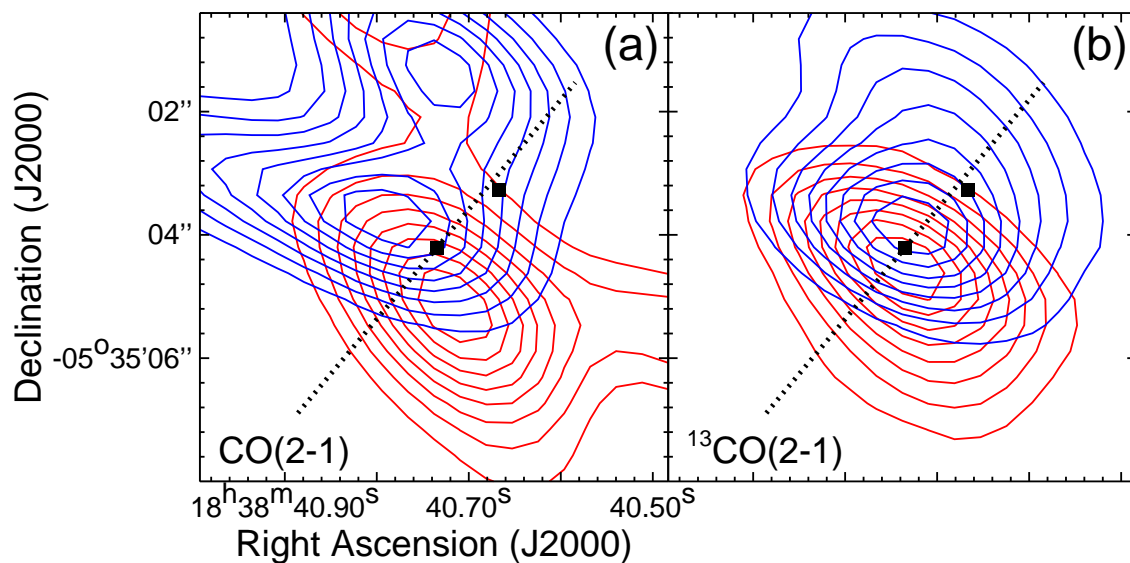 (a)
(b)
02’’
04’’
-05°35’06’’
Declination (J2000)
CO(2-1)
¹³CO(2-1)
18ʰ38ᵐ40.90ˢ
40.70ˢ
40.50ˢ
Right Ascension (J2000)